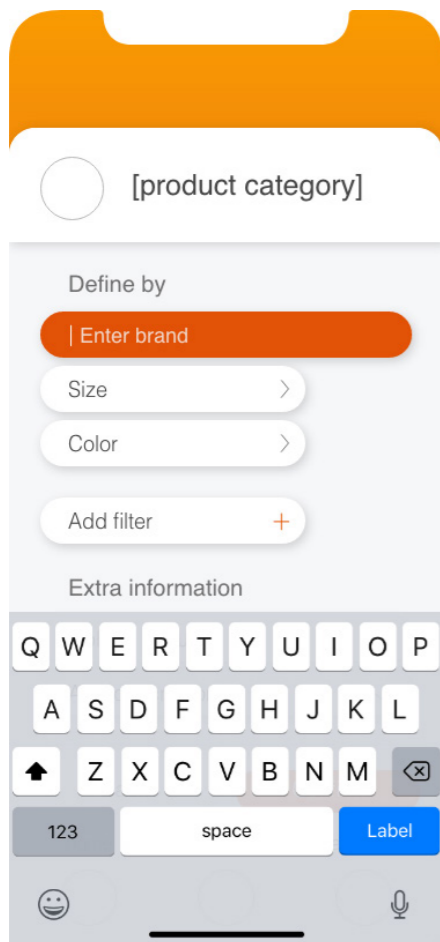 [product category]
Define by
Enter brand
Size
Color
Add filter
Extra information
Q W E R T Y U I O P
A S D F G H J K L
Z X C V B N M
123 space Label